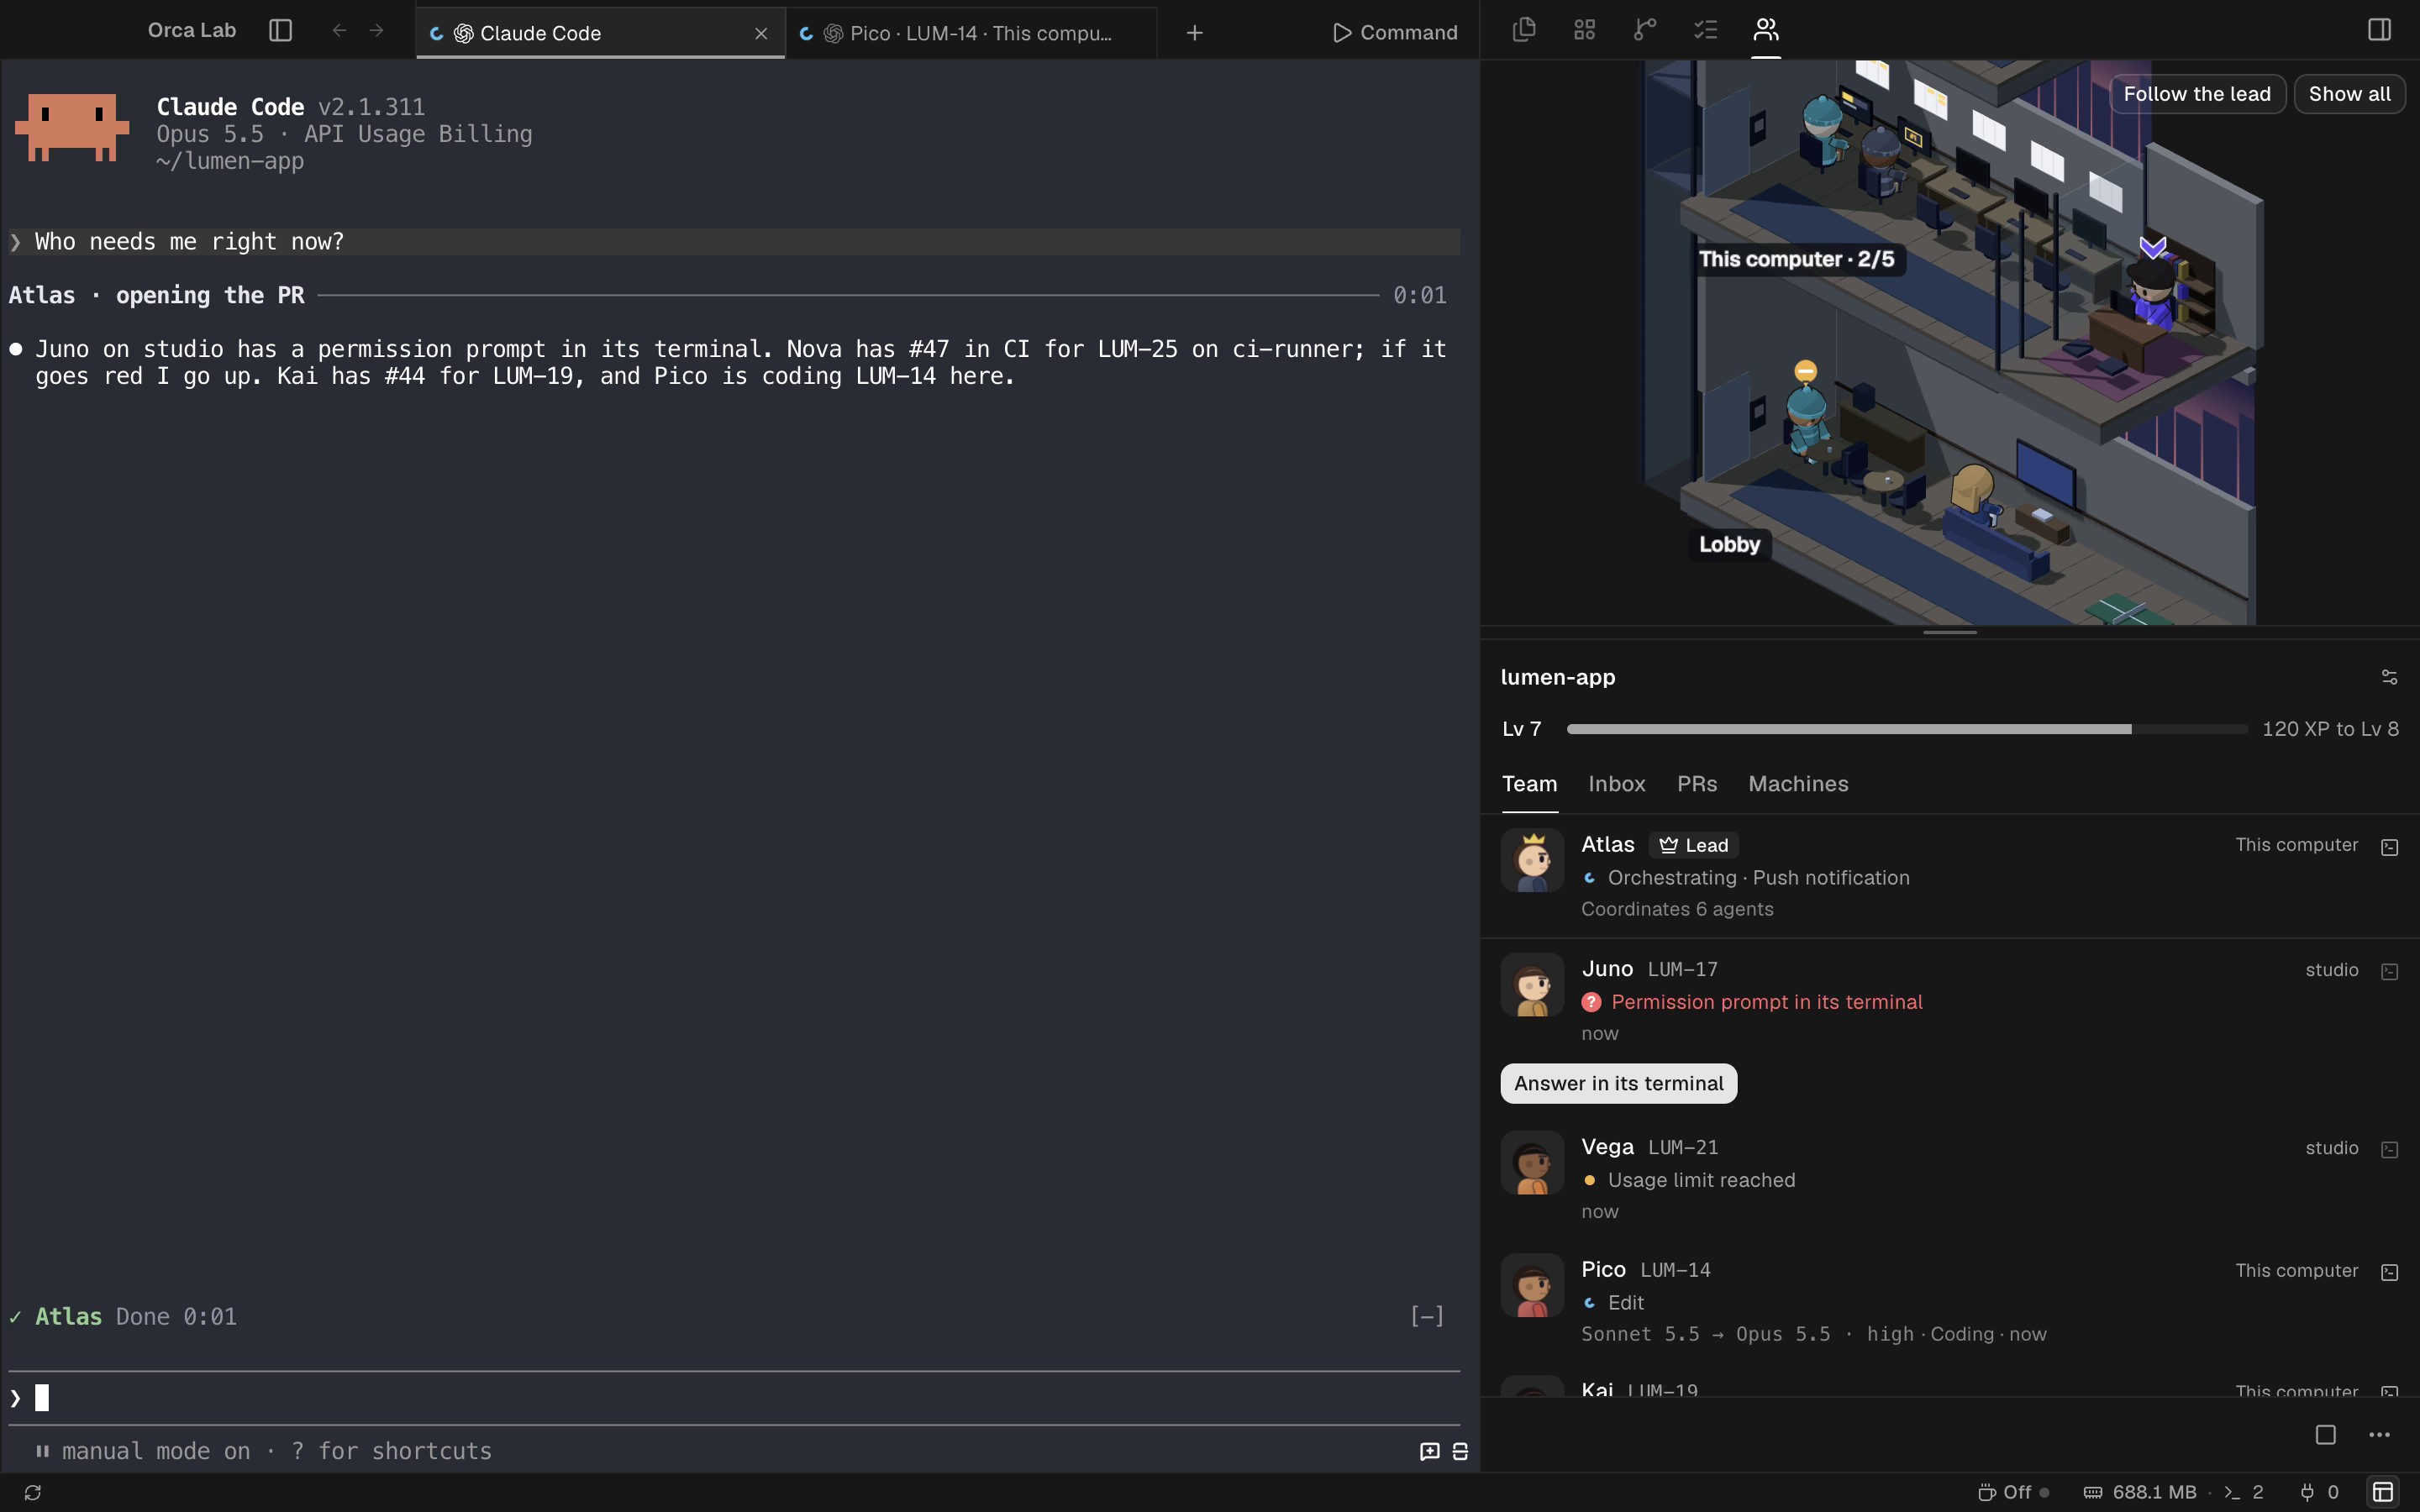 Orca Lab
Claude Code
Pico · LUM-14 · This compu...
Command
Claude Code v2.1.311
Opus 5.5 · API Usage Billing
~/lumen-app
❯ Who needs me right now?
Atlas · opening the PR 0:01
● Juno on studio has a permission prompt in its terminal. Nova has #47 in CI for LUM-25 on ci-runner; if it
goes red I go up. Kai has #44 for LUM-19, and Pico is coding LUM-14 here.
✓ Atlas Done 0:01 [-]
❯
manual mode on · ? for shortcuts
Follow the lead
Show all
This computer · 2/5
Lobby
lumen-app
Lv 7
120 XP to Lv 8
Team Inbox PRs Machines
Atlas Lead This computer
Orchestrating · Push notification
Coordinates 6 agents
Juno LUM-17 studio
? Permission prompt in its terminal
now
Answer in its terminal
Vega LUM-21 studio
Usage limit reached
now
Pico LUM-14 This computer
Edit
Sonnet 5.5 → Opus 5.5 · high · Coding · now
Kai LUM-19 This computer
Off 688.1 MB · 2 0